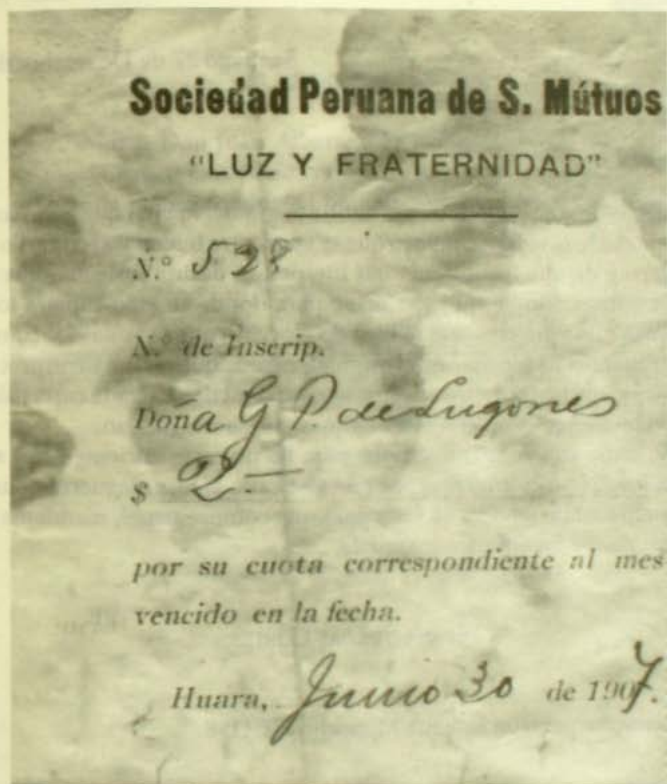 Sociedad Peruana de S. Mútuos
"LUZ Y FRATERNIDAD"
N.° 528
N.° de Inscrip.
Doña G P. de Lugones
$ 2.—
por su cuota correspondiente al mes
vencido en la fecha.
Huara, Junio 30 de 1907.